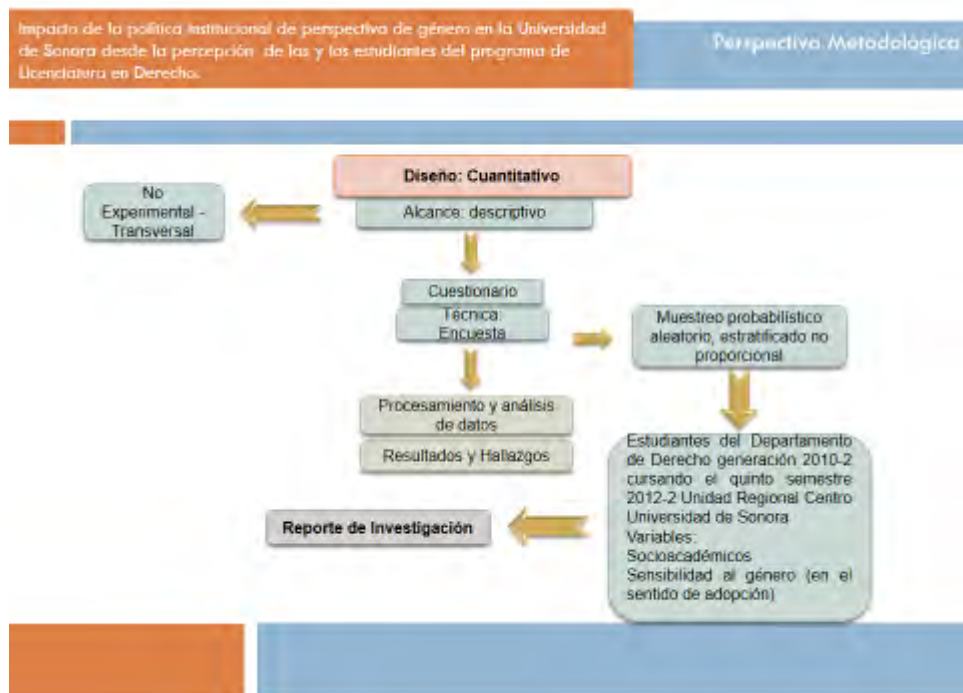 Impacto de la política institucional de perspectiva de género en la Universidad
de Sonora desde la percepción de las y los estudiantes del programa de
Licenciatura en Derecho.
Perspectiva Metodológica
Diseño: Cuantitativo
Alcance: descriptivo
No
Experimental -
Transversal
Cuestionario
Técnica:
Encuesta
Muestreo probabilístico
aleatorio, estratificado no
proporcional
Procesamiento y análisis
de datos
Resultados y Hallazgos
Estudiantes del Departamento
de Derecho generación 2010-2
cursando el quinto semestre
2012-2 Unidad Regional Centro
Universidad de Sonora
Variables:
Socioacadémicos
Sensibilidad al género (en el
sentido de adopción)
Reporte de Investigación